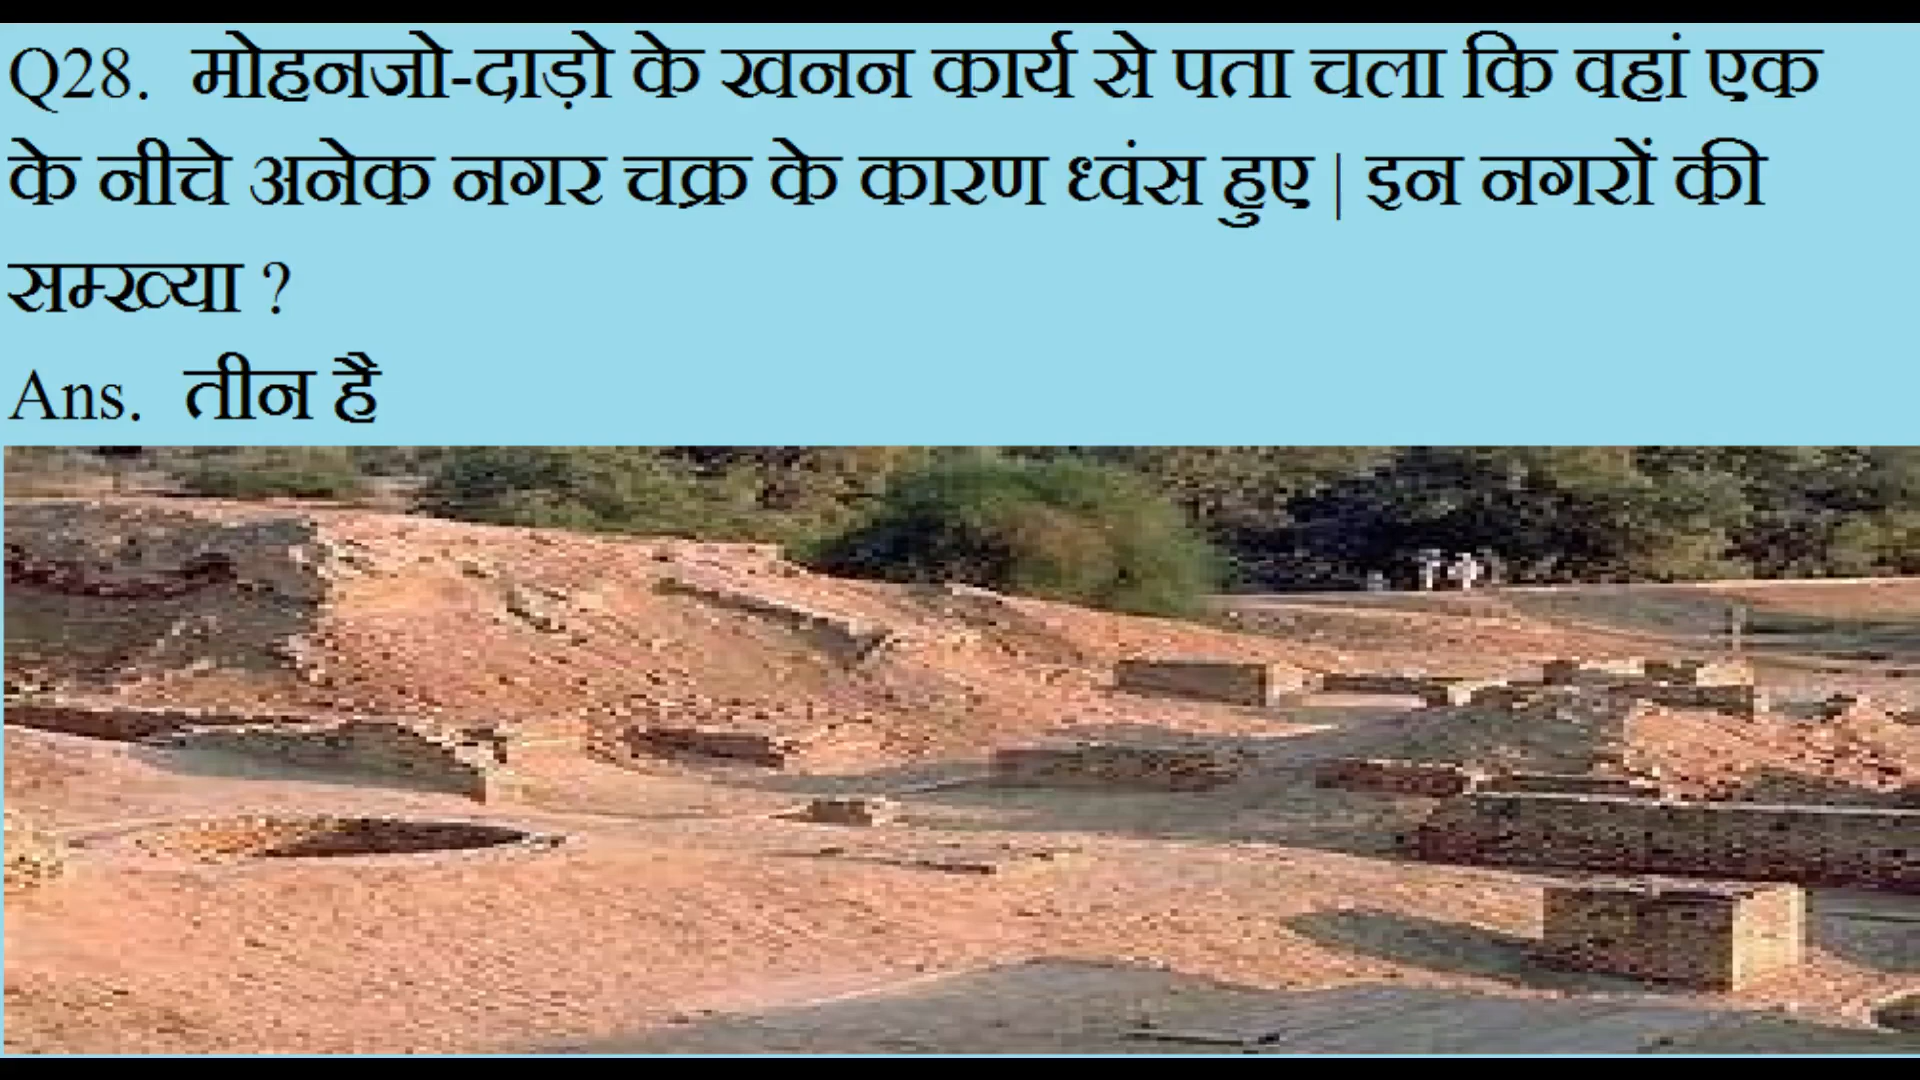 Q28. मोहनजो-दाड़ो के खनन कार्य से पता चला कि वहां एक
के नीचे अनेक नगर चक्र के कारण ध्वंस हुए | इन नगरों की
सम्ख्या ?
Ans. तीन है